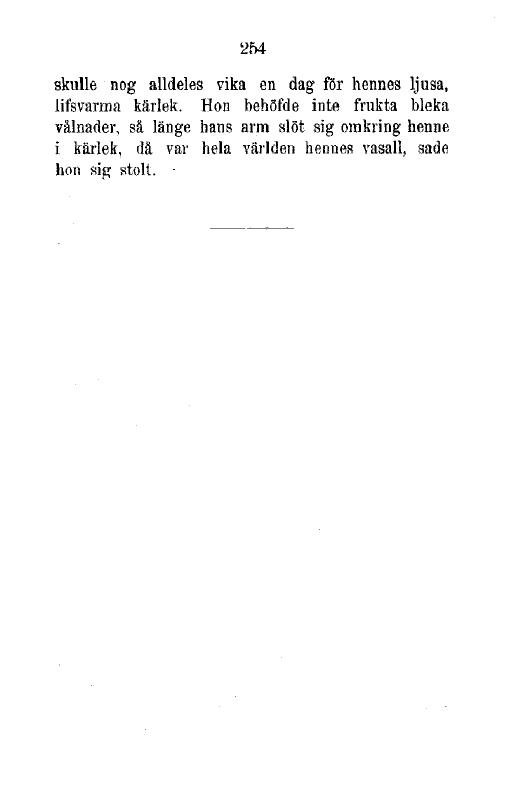 254
skulle nog alldeles vika en dag för hennes ljusa,
lifsvarma kärlek. Hon behöfde inte frukta bleka
vålnader, så länge hans arm slöt sig omkring henne
i kärlek, då var hela världen hennes vasall, sade
hon sig stolt.